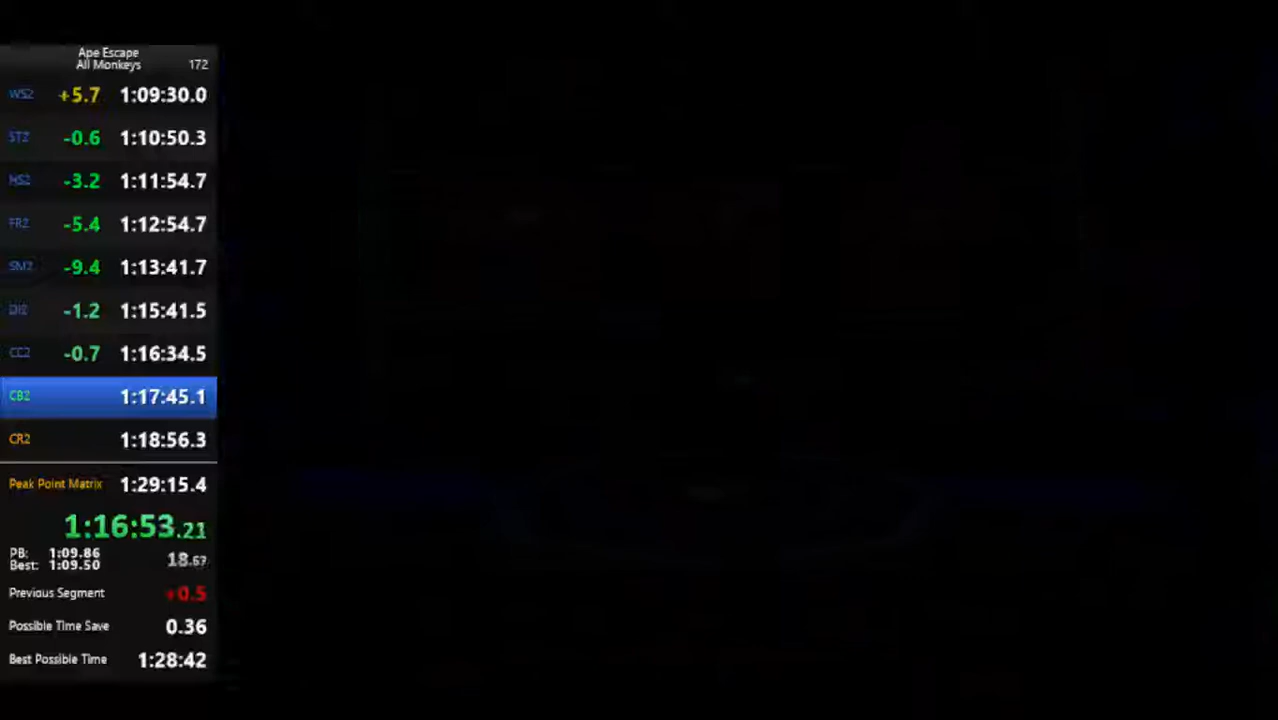 Ape Escape
All Monkeys 172
WS2 +5.7 1:09:30.0
ST2 -0.6 1:10:50.3
HS2 -3.2 1:11:54.7
FR2 -5.4 1:12:54.7
SM2 -9.4 1:13:41.7
DI2 -1.2 1:15:41.5
CC2 -0.7 1:16:34.5
CB2 1:17:45.1
CR2 1:18:56.3
Peak Point Matrix 1:29:15.4
1:16:53.21
PB: 1:09.86 18.67
Best: 1:09.50
Previous Segment +0.5
Possible Time Save 0.36
Best Possible Time 1:28:42